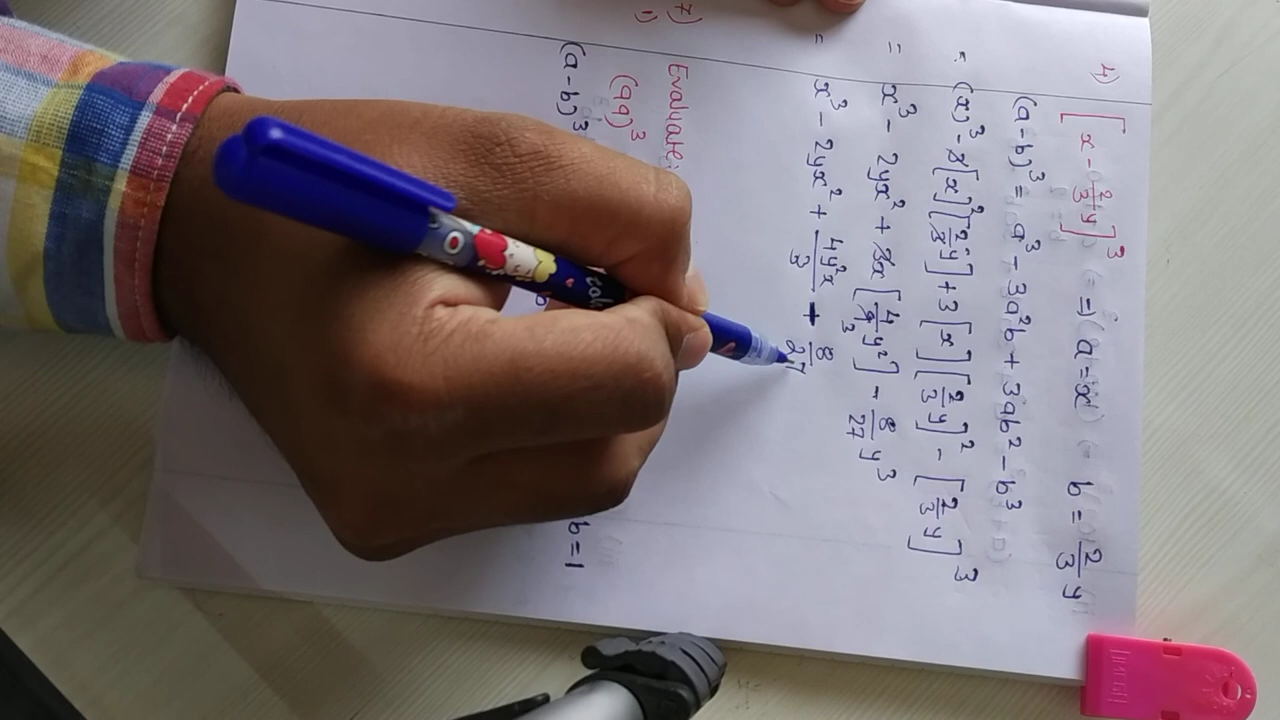 4) [x - 2/3 y]³ ⇒ (a = x) b = 2/3 y
(a - b)³ = a³ - 3a²b + 3ab² - b³
= (x)³ - 3[x]²[2/3 y] + 3[x][2/3 y]² - [2/3 y]³
= x³ - 2yx² + 3x[4/9 y²] - 8/27 y³
3
= x³ - 2yx² + 4y²x/3 - 8/27
7) Evaluate:
1) (99)³
(a - b)³ b = 1